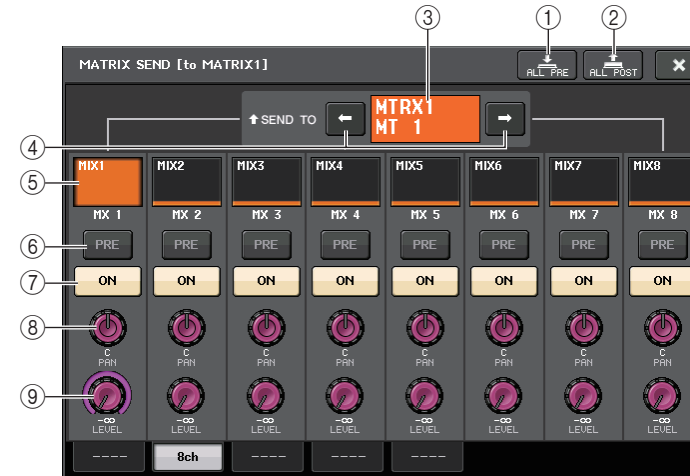 ③ ① ②
MATRIX SEND [to MATRIX1] ALL PRE ALL POST ×
SEND TO MTRX1
MT 1
④
⑤ MIX1 MIX2 MIX3 MIX4 MIX5 MIX6 MIX7 MIX8
MX 1 MX 2 MX 3 MX 4 MX 5 MX 6 MX 7 MX 8
⑥ PRE PRE PRE PRE PRE PRE PRE PRE
⑦ ON ON ON ON ON ON ON ON
⑧
C C C C C C C C
PAN PAN PAN PAN PAN PAN PAN PAN
⑨
-∞ -∞ -∞ -∞ -∞ -∞ -∞ -∞
LEVEL LEVEL LEVEL LEVEL LEVEL LEVEL LEVEL LEVEL
---- 8ch ---- ---- ----